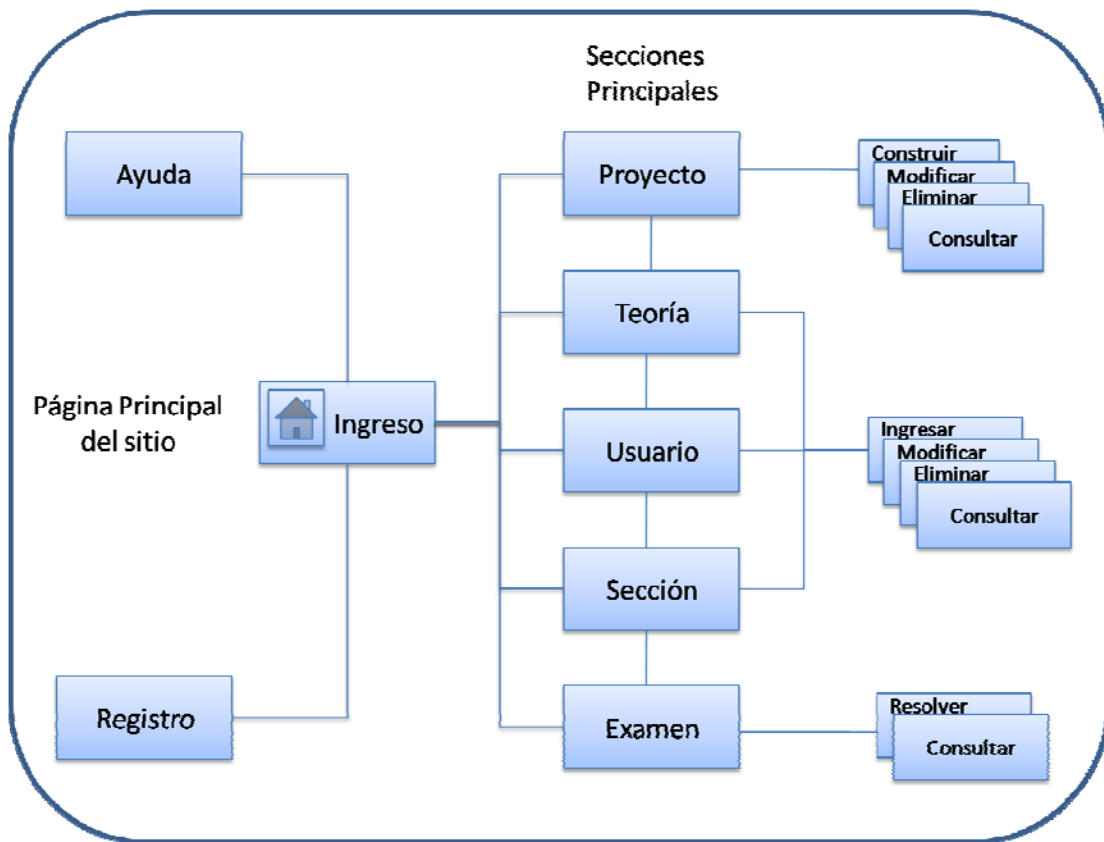 Secciones
Principales
Ayuda
Proyecto
Construir
Modificar
Eliminar
Consultar
Teoría
Página Principal
del sitio
Ingreso
Usuario
Ingresar
Modificar
Eliminar
Consultar
Sección
Registro
Examen
Resolver
Consultar